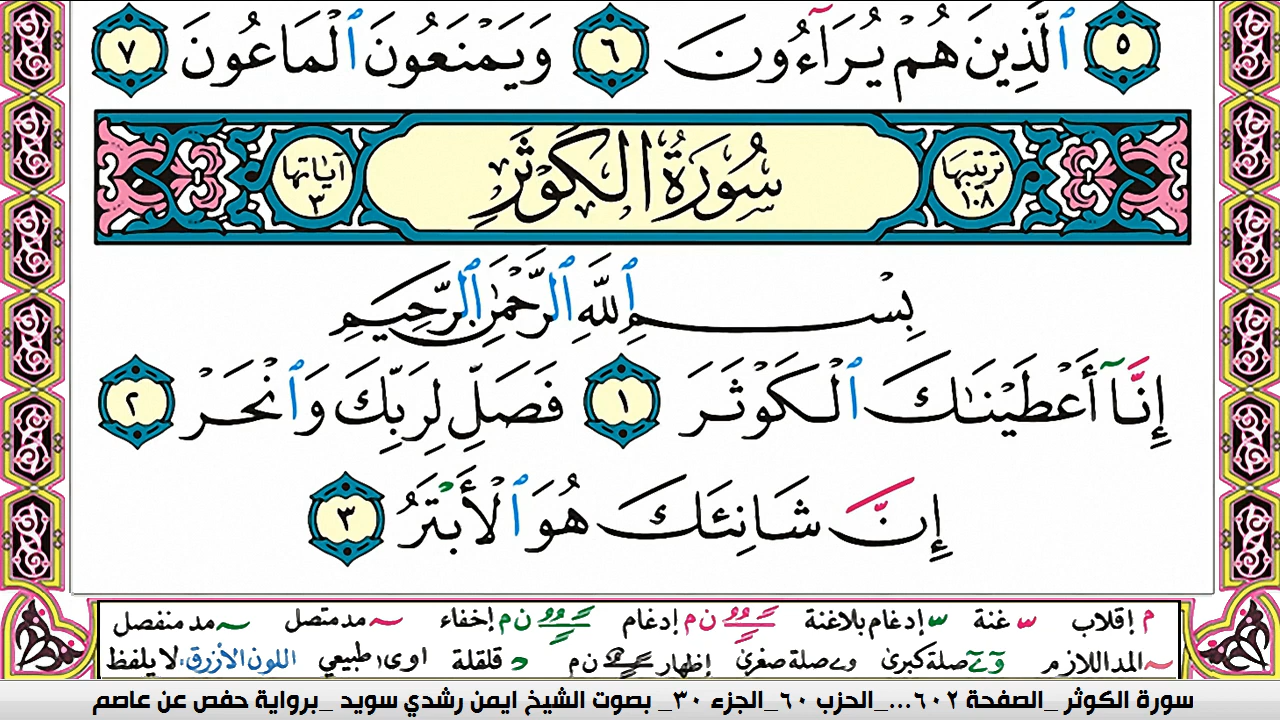 ٥ ٱلَّذِينَ هُمۡ يُرَآءُونَ ٦ وَيَمۡنَعُونَ ٱلۡمَاعُونَ ٧
ترتيبها ١٠٨ سُورَةُ الكَوۡثَرِ آياتها ٣
بِسۡمِ ٱللَّهِ ٱلرَّحۡمَٰنِ ٱلرَّحِيمِ
إِنَّآ أَعۡطَيۡنَٰكَ ٱلۡكَوۡثَرَ ١ فَصَلِّ لِرَبِّكَ وَٱنۡحَرۡ ٢
إِنَّ شَانِئَكَ هُوَ ٱلۡأَبۡتَرُ ٣
م إقلاب س غنة س إدغام بلاغنة ن م إدغام ن م إخفاء ~ مد متصل ~ مد منفصل
~ المد اللازم و ے صلة كبرىٰ و ے صلة صغرىٰ إظهار ن م د قلقلة اوى طبيعي اللون الأزرق: لا يلفظ
سورة الكوثر _الصفحة ٦٠٢..._الحزب ٦٠_الجزء ٣٠_ بصوت الشيخ ايمن رشدي سويد _برواية حفص عن عاصم